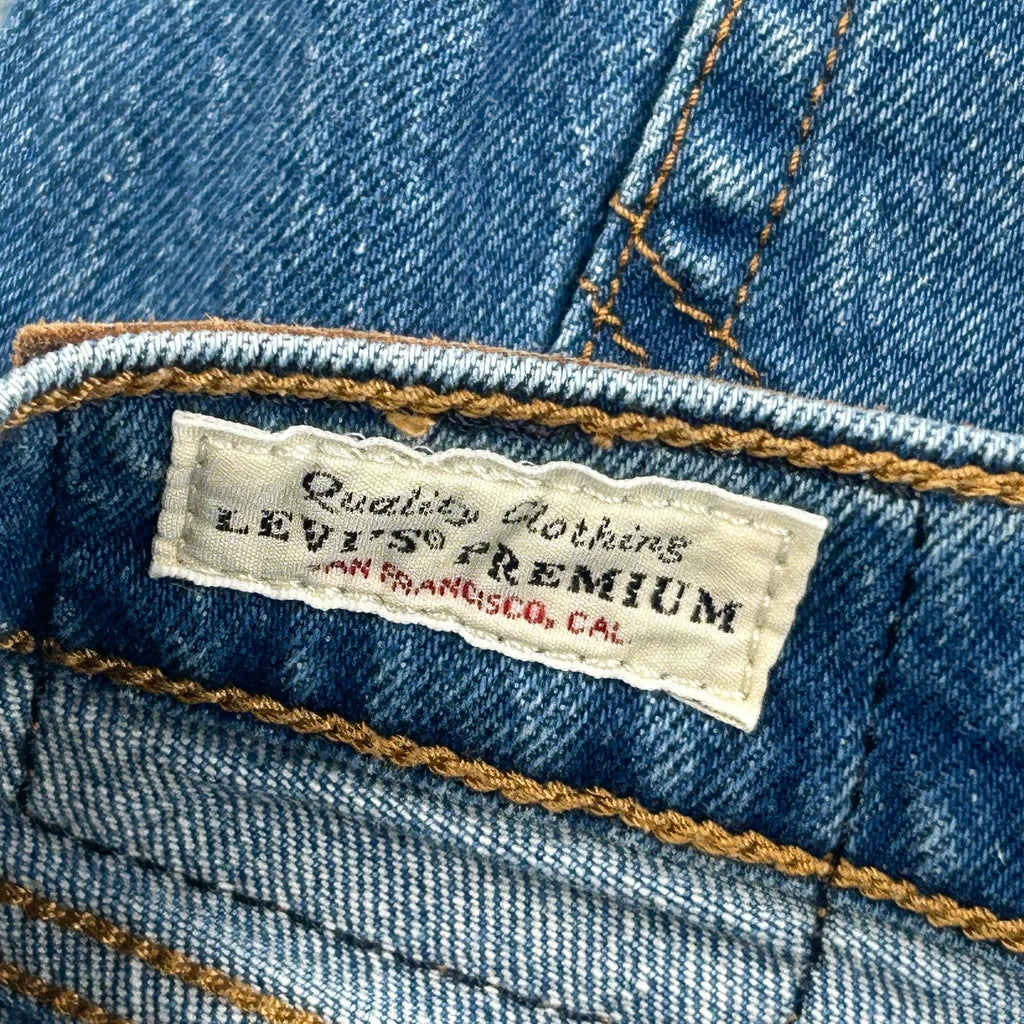 Quality Clothing
LEVI'S® PREMIUM
SAN FRANCISCO, CAL.